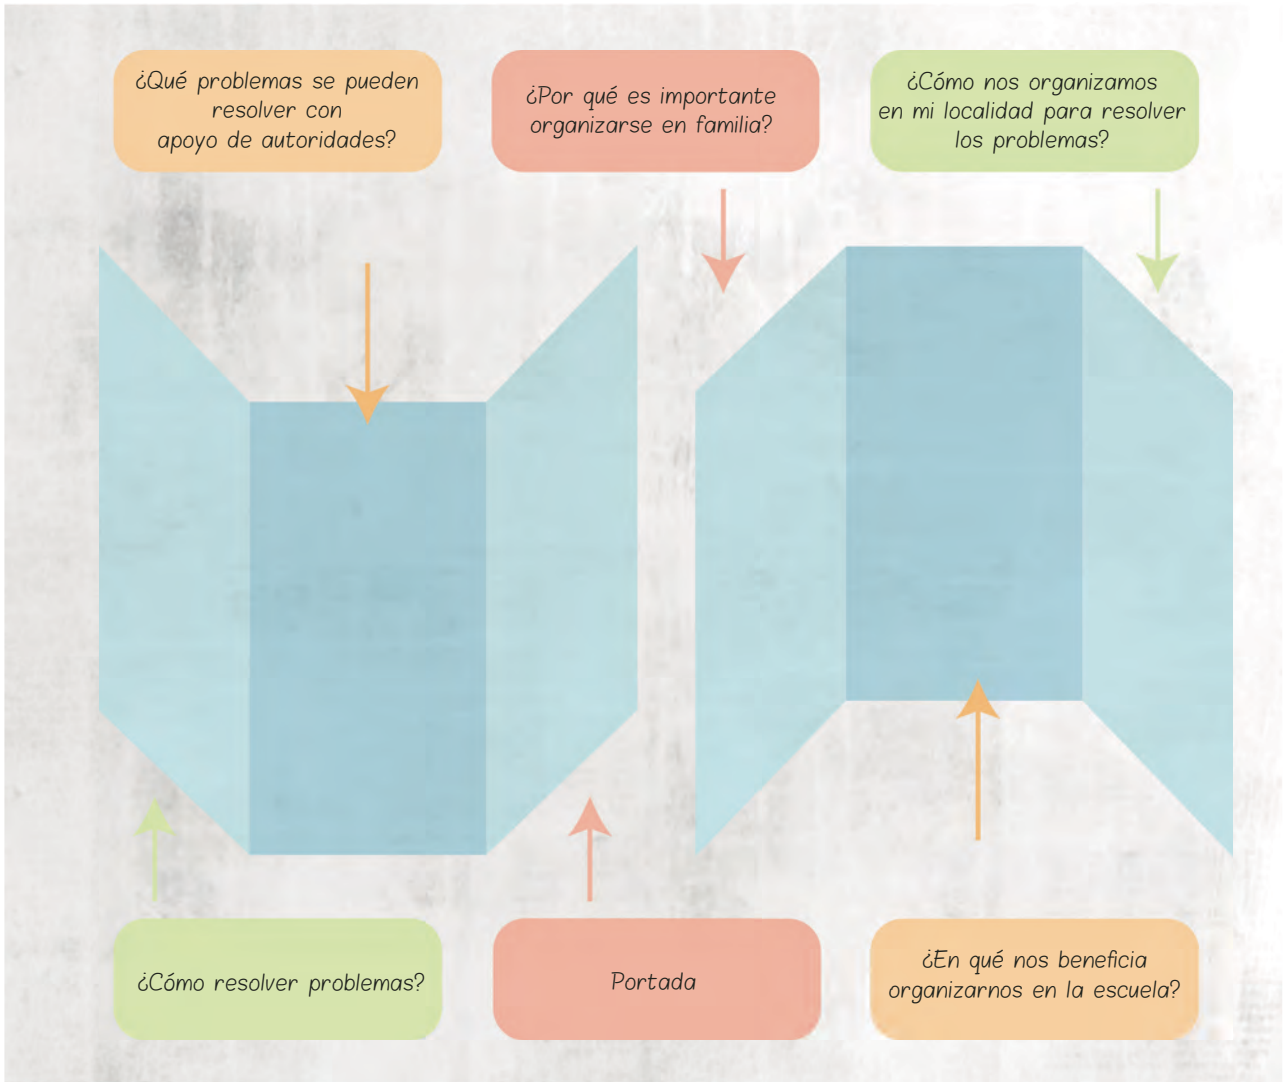 ¿Qué problemas se pueden
resolver con
apoyo de autoridades?
¿Por qué es importante
organizarse en familia?
¿Cómo nos organizamos
en mi localidad para resolver
los problemas?
¿Cómo resolver problemas?
Portada
¿En qué nos beneficia
organizarnos en la escuela?